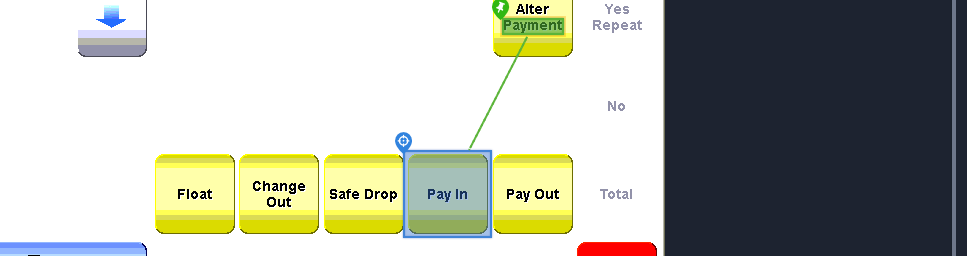 Alter
Payment
Yes
Repeat
No
Float
Change
Out
Safe Drop
Pay In
Pay Out
Total